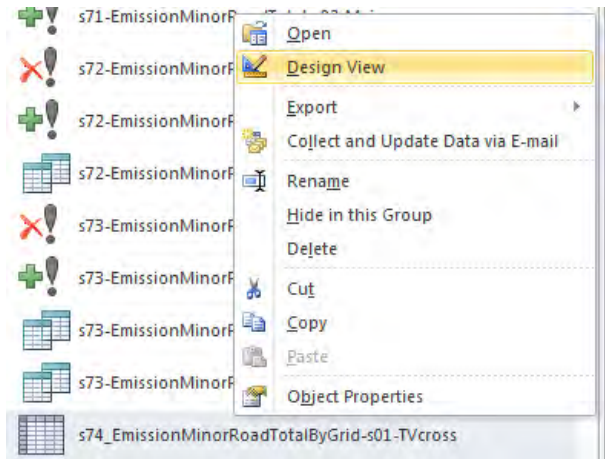 s71-EmissionMinorRoad
Open
s72-EmissionMinorR
Design View
s72-EmissionMinorR
Export
Collect and Update Data via E-mail
s72-EmissionMinorR
Rename
Hide in this Group
s73-EmissionMinorR
Delete
s73-EmissionMinorR
Cut
s73-EmissionMinorR
Copy
Paste
s73-EmissionMinorR
Object Properties
s74_EmissionMinorRoadTotalByGrid-s01-TVcross